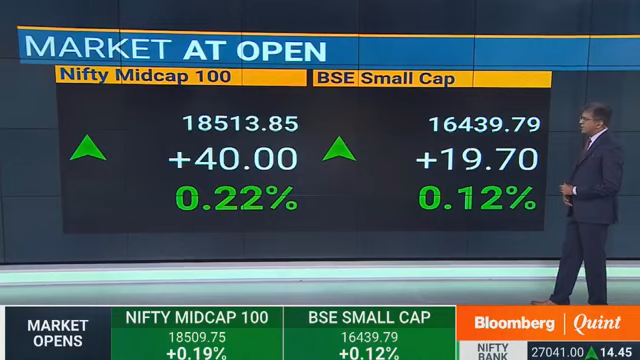 MARKET AT OPEN
Nifty Midcap 100
BSE Small Cap
18513.85
+40.00
0.22%
16439.79
+19.70
0.12%
MARKET
OPENS
NIFTY MIDCAP 100
18509.75
+0.19%
BSE SMALL CAP
16439.79
+0.12%
Bloomberg | Quint
NIFTY
BANK
27041.00 14.45